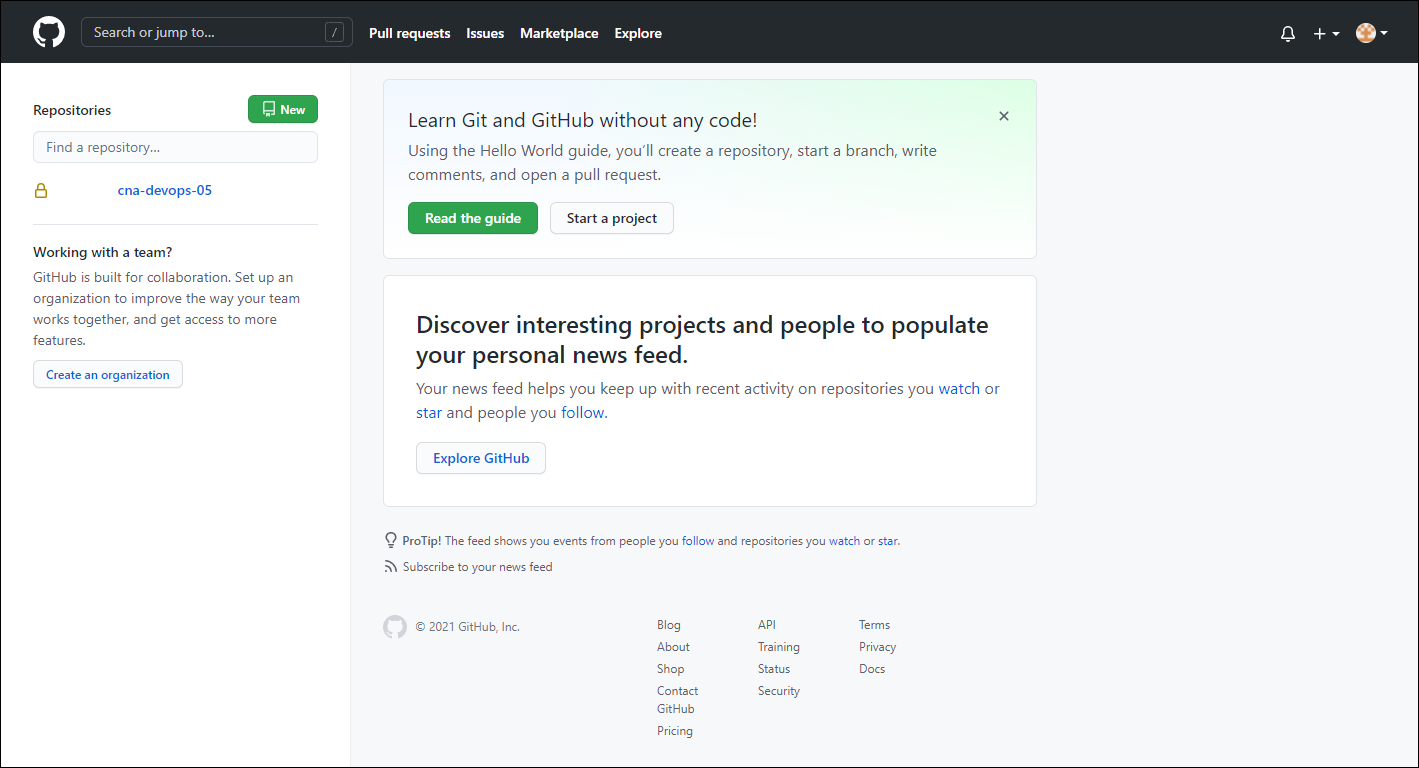 Search or jump to...
/
Pull requests
Issues
Marketplace
Explore
Repositories
New
Find a repository...
cna-devops-05
Working with a team?
GitHub is built for collaboration. Set up an
organization to improve the way your team
works together, and get access to more
features.
Create an organization
Learn Git and GitHub without any code!
Using the Hello World guide, you’ll create a repository, start a branch, write
comments, and open a pull request.
Read the guide
Start a project
Discover interesting projects and people to populate
your personal news feed.
Your news feed helps you keep up with recent activity on repositories you watch or
star and people you follow.
Explore GitHub
ProTip! The feed shows you events from people you follow and repositories you watch or star.
Subscribe to your news feed
© 2021 GitHub, Inc.
Blog
About
Shop
Contact
GitHub
Pricing
API
Training
Status
Security
Terms
Privacy
Docs